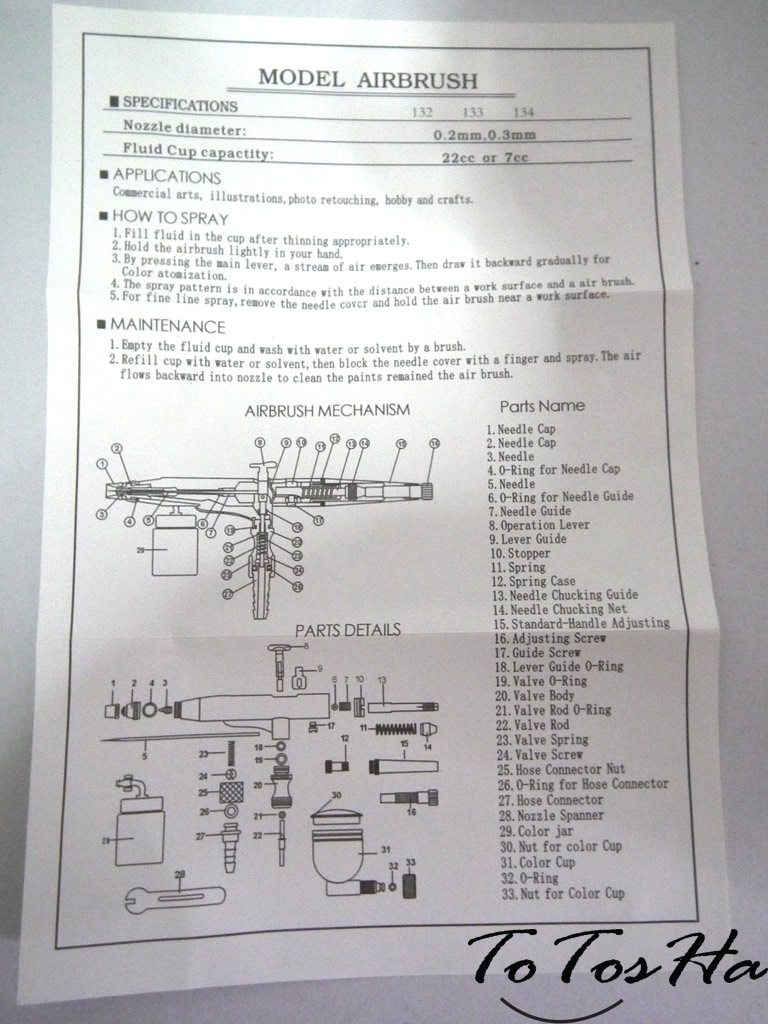 MODEL AIRBRUSH
■ SPECIFICATIONS 132 133 134
Nozzle diameter: 0.2mm,0.3mm
Fluid Cup capactity: 22cc or 7cc
■ APPLICATIONS
Commercial arts, illustrations,photo retouching, hobby and crafts.
■ HOW TO SPRAY
1. Fill fluid in the cup after thinning appropriately.
2. Hold the airbrush lightly in your hand.
3. By pressing the main lever, a stream of air emerges. Then draw it backward gradually for
Color atomization.
4. The spray pattern is in accordance with the distance between a work surface and a air brush.
5. For fine line spray, remove the needle cover and hold the air brush near a work surface.
■ MAINTENANCE
1. Empty the fluid cup and wash with water or solvent by a brush.
2. Refill cup with water or solvent, then block the needle cover with a finger and spray. The air
flows backward into nozzle to clean the paints remained the air brush.
AIRBRUSH MECHANISM
PARTS DETAILS
Parts Name
1. Needle Cap
2. Needle Cap
3. Needle
4. O-Ring for Needle Cap
5. Needle
6. O-Ring for Needle Guide
7. Needle Guide
8. Operation Lever
9. Lever Guide
10. Stopper
11. Spring
12. Spring Case
13. Needle Chucking Guide
14. Needle Chucking Net
15. Standard-Handle Adjusting
16. Adjusting Screw
17. Guide Screw
18. Lever Guide O-Ring
19. Valve O-Ring
20. Valve Body
21. Valve Rod O-Ring
22. Valve Rod
23. Valve Spring
24. Valve Screw
25. Hose Connector Nut
26. O-Ring for Hose Connector
27. Hose Connector
28. Nozzle Spanner
29. Color jar
30. Nut for color Cup
31. Color Cup
32. O-Ring
33. Nut for Color Cup
ToTosHa